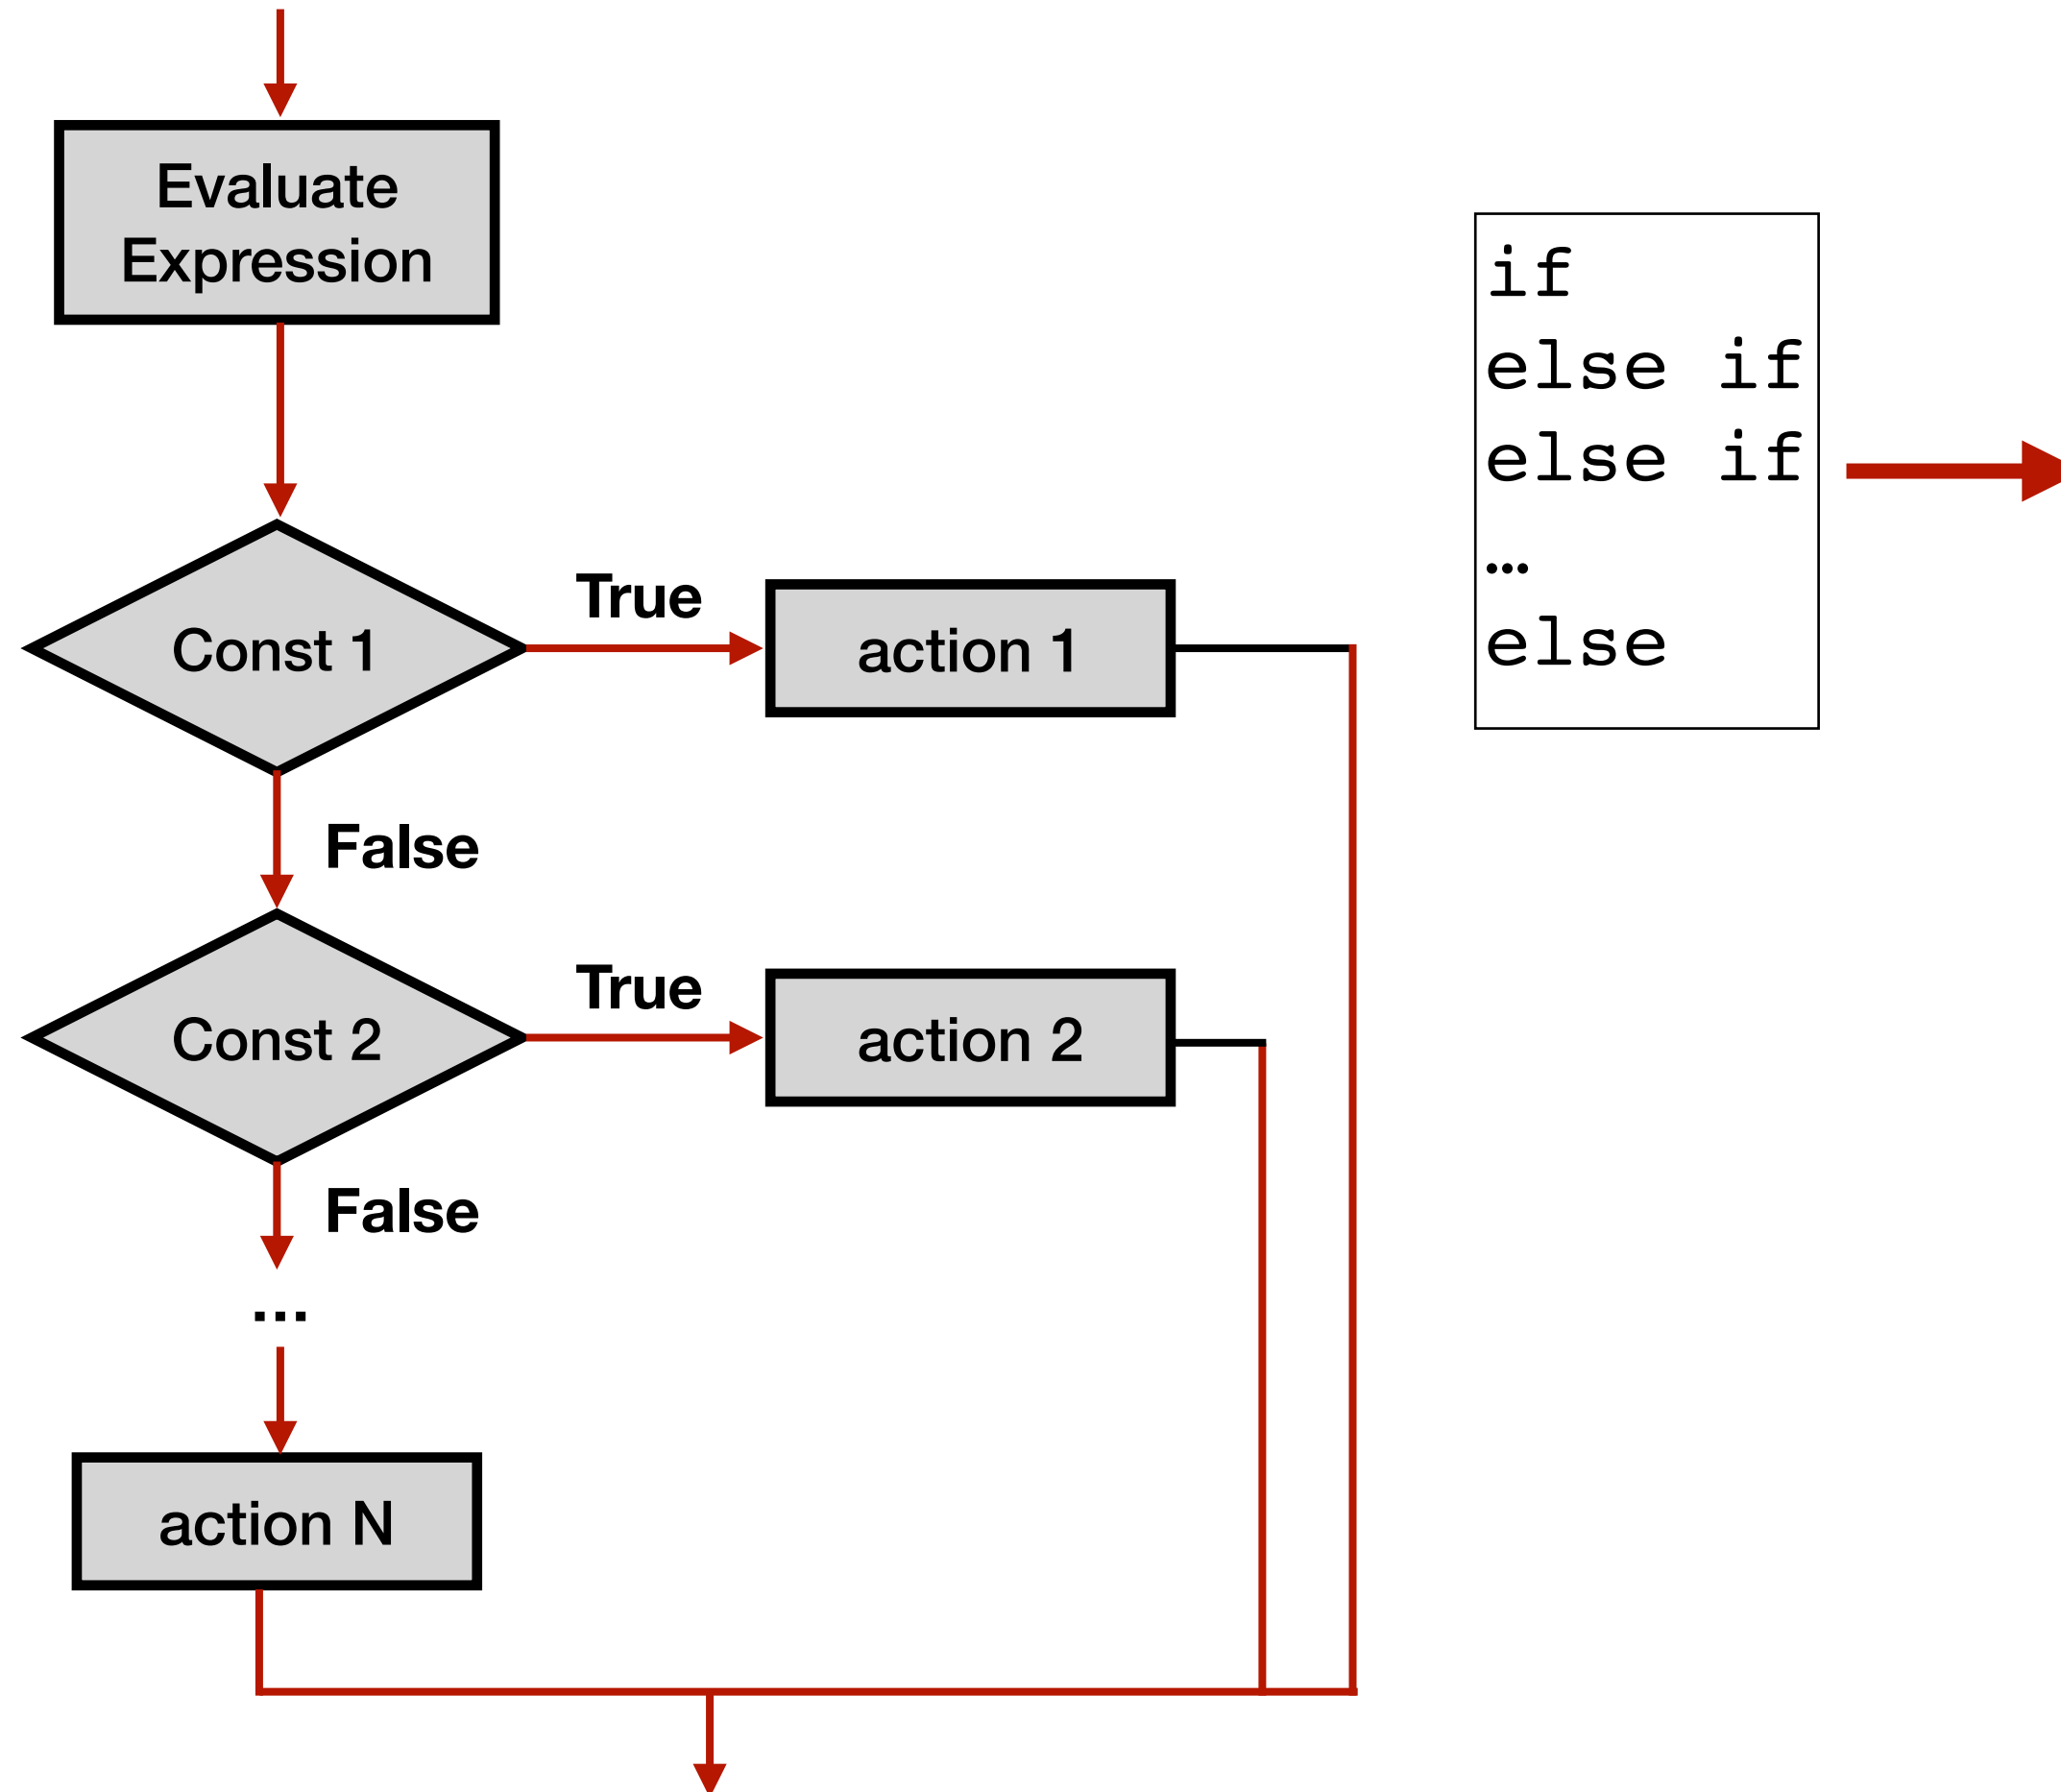 Evaluate
Expression
Const 1
True
action 1
False
Const 2
True
action 2
False
...
action N
if
else if
else if
…
else